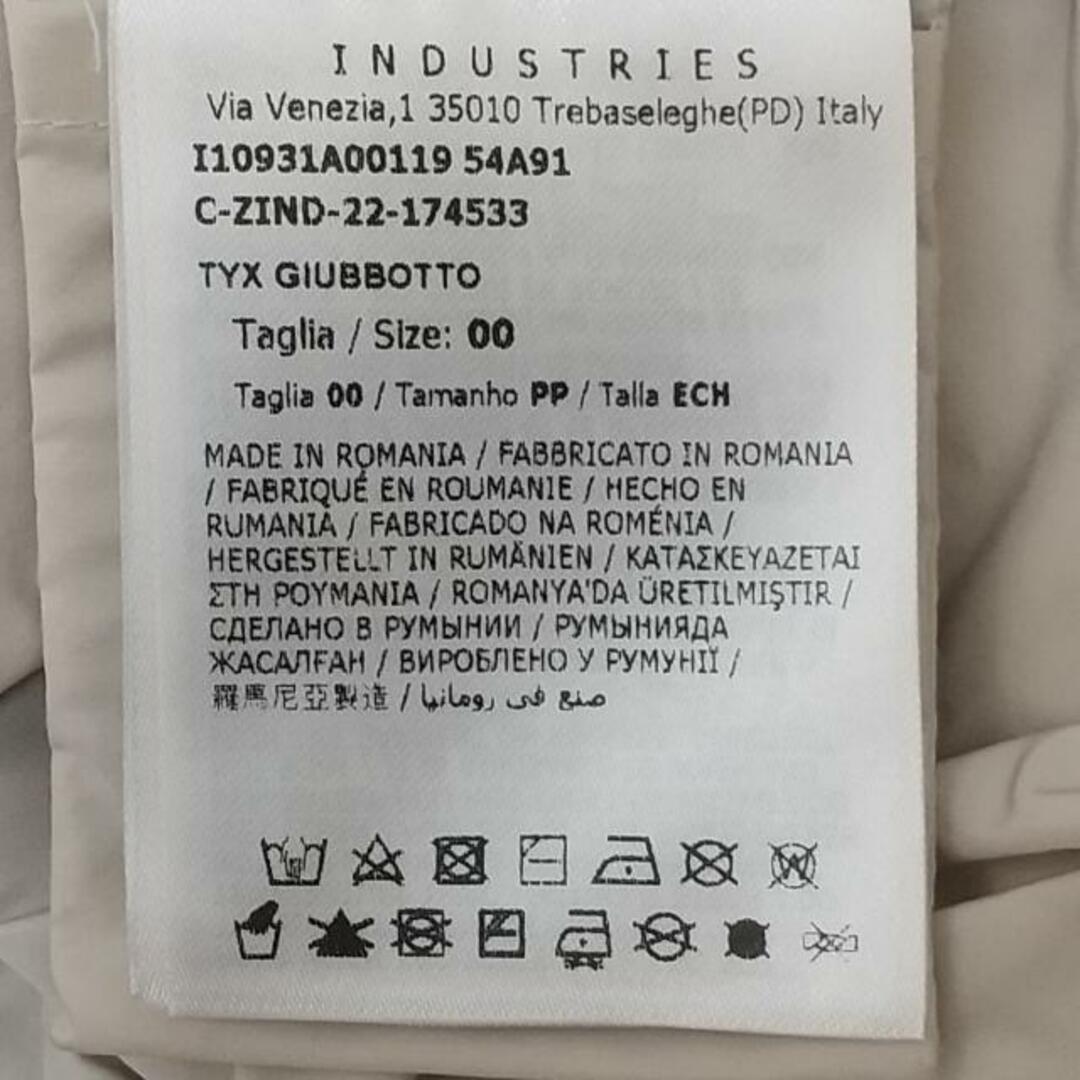 INDUSTRIES
Via Venezia,1 35010 Trebaseleghe(PD) Italy
I10931A00119 54A91
C-ZIND-22-174533
TYX GIUBBOTTO
Taglia / Size: 00
Taglia 00 / Tamanho PP / Talla ECH
MADE IN ROMANIA / FABBRICATO IN ROMANIA
/ FABRIQUÉ EN ROUMANIE / HECHO EN
RUMANIA / FABRICADO NA ROMÉNIA /
HERGESTELLT IN RUMÄNIEN / ΚΑΤΑΣΚΕΥΑΖΕΤΑΙ
ΣΤΗ ΡΟΥΜΑΝΙΑ / ROMANYA'DA ÜRETILMIŞTIR /
СДЕЛАНО В РУМЫНИИ / РУМЫНИЯДА
ЖАСАЛҒАН / ВИРОБЛЕНО У РУМУНІЇ /
羅馬尼亞製造 / صنع فى رومانيا
W